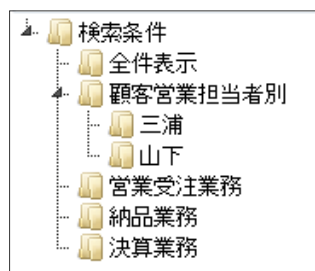 検索条件
全件表示
顧客営業担当者別
三浦
山下
営業受注業務
納品業務
決算業務